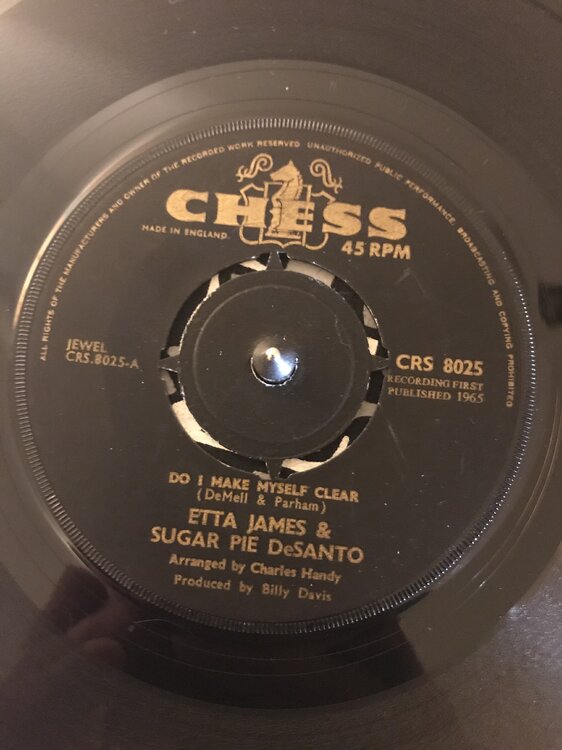 ALL RIGHTS OF THE MANUFACTURERS AND OWNER OF THE RECORDED WORK RESERVED UNAUTHORIZED PUBLIC PERFORMANCE, BROADCASTING AND COPYING PROHIBITED
CHESS
MADE IN ENGLAND.
45 RPM
JEWEL
CRS.8025-A
CRS 8025
RECORDING FIRST
PUBLISHED 1965
DO I MAKE MYSELF CLEAR
(DeMell & Parham)
ETTA JAMES &
SUGAR PIE DeSANTO
Arranged by Charles Handy
Produced by Billy Davis